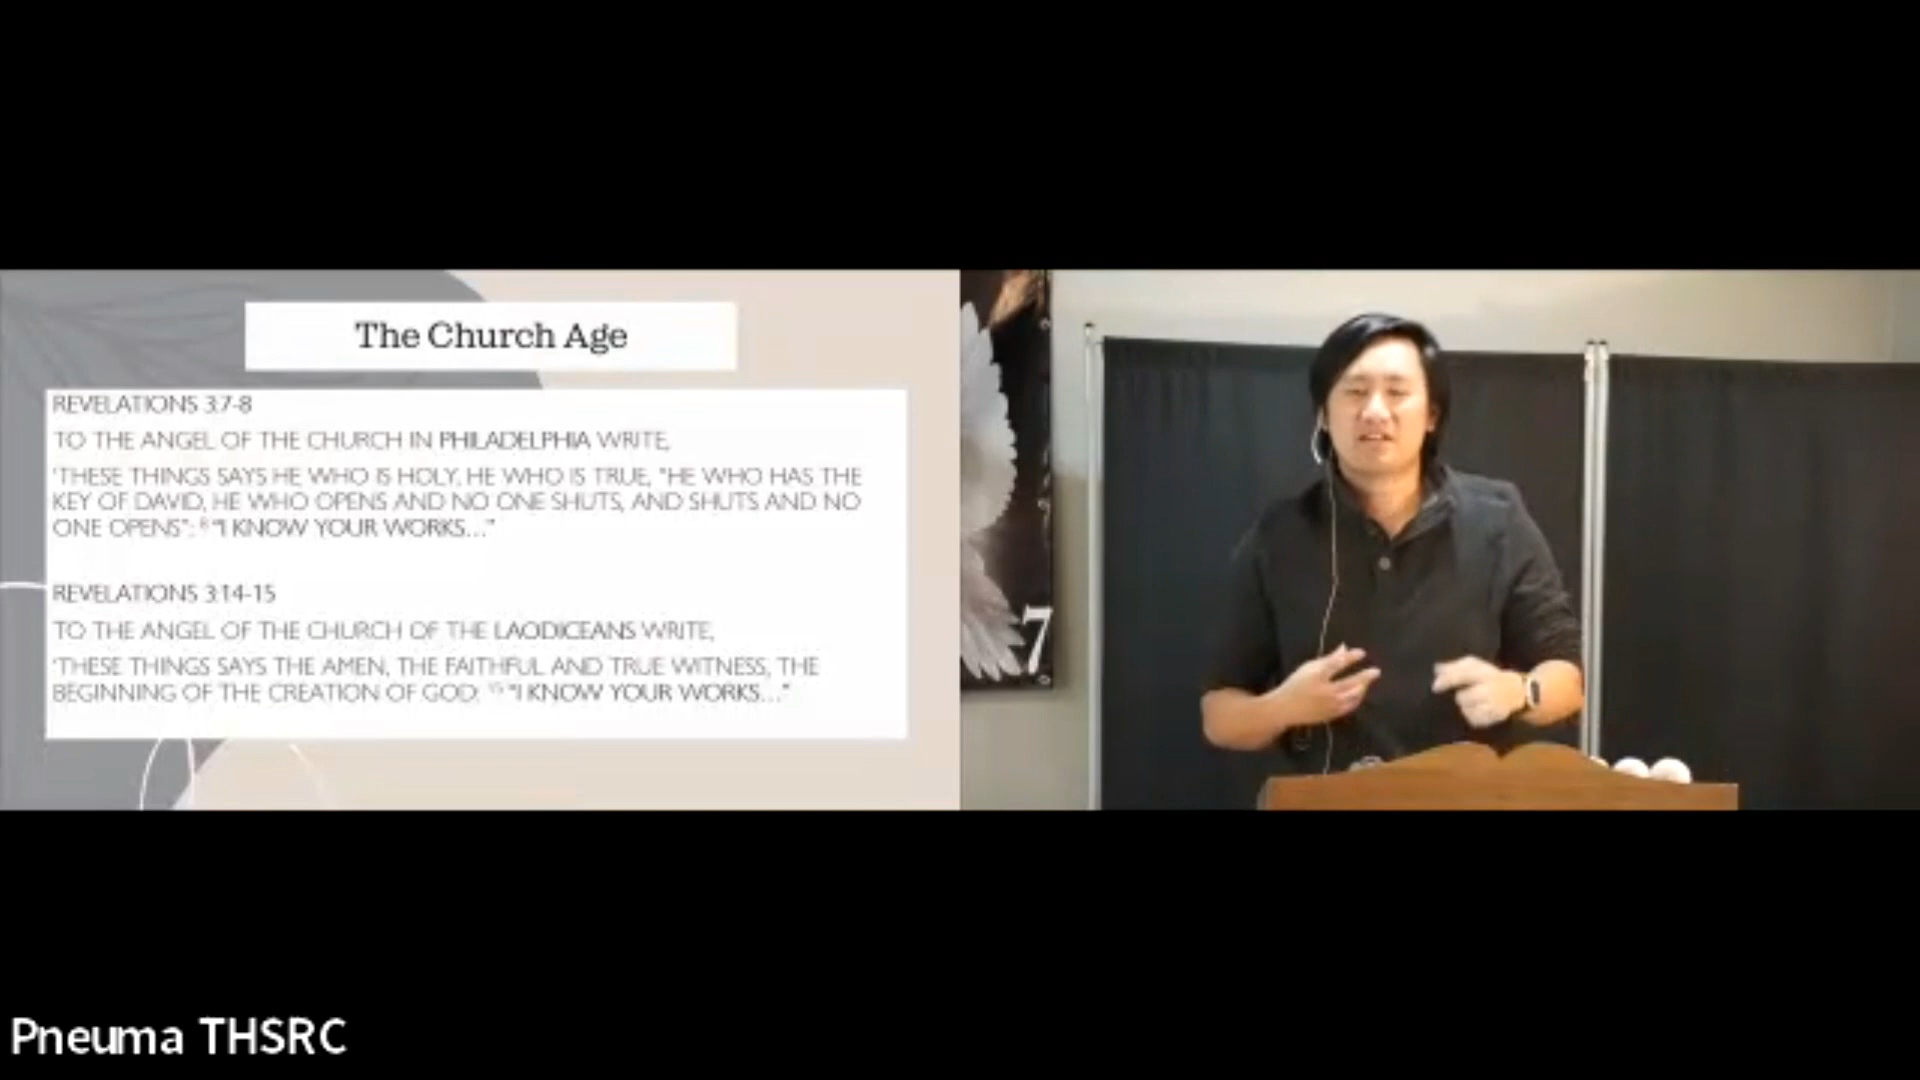 The Church Age
REVELATIONS 3:7-8
TO THE ANGEL OF THE CHURCH IN PHILADELPHIA WRITE,
'THESE THINGS SAYS HE WHO IS HOLY, HE WHO IS TRUE, "HE WHO HAS THE
KEY OF DAVID, HE WHO OPENS AND NO ONE SHUTS, AND SHUTS AND NO
ONE OPENS": 8 "I KNOW YOUR WORKS…"
REVELATIONS 3:14-15
TO THE ANGEL OF THE CHURCH OF THE LAODICEANS WRITE,
'THESE THINGS SAYS THE AMEN, THE FAITHFUL AND TRUE WITNESS, THE
BEGINNING OF THE CREATION OF GOD: 15 "I KNOW YOUR WORKS…"
7
Pneuma THSRC